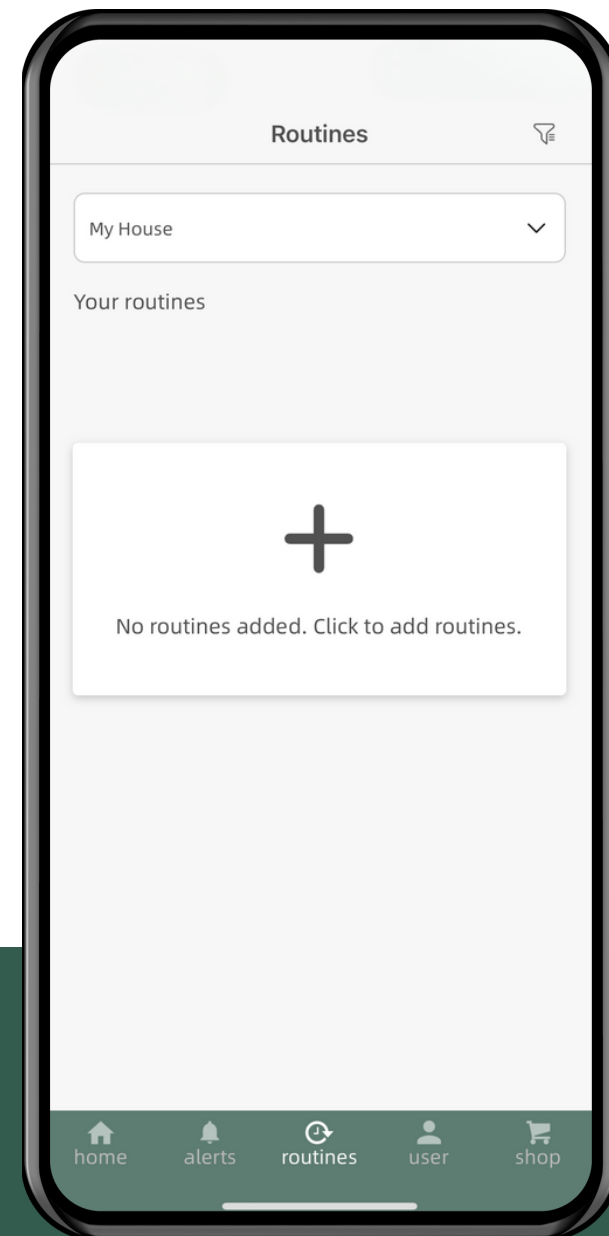 Routines
My House
Your routines
No routines added. Click to add routines.
home alerts routines user shop